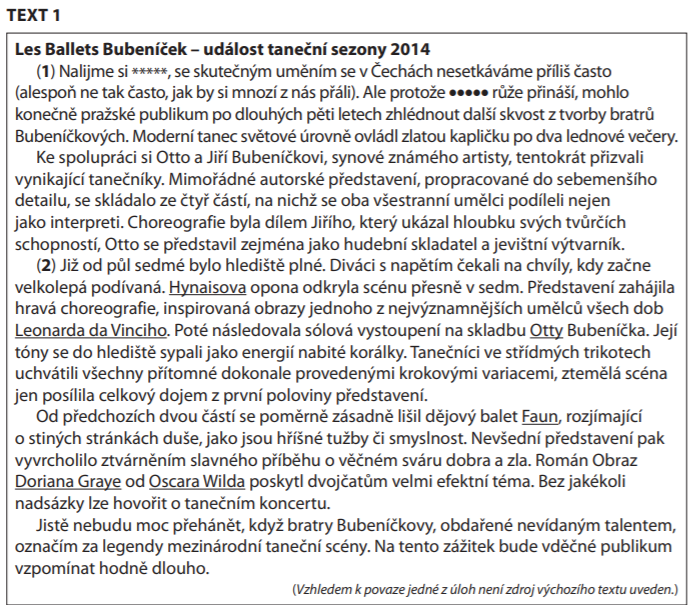 TEXT 1
Les Ballets Bubeníček – událost taneční sezony 2014
(1) Nalijme si *****, se skutečným uměním se v Čechách nesetkáváme příliš často
(alespoň ne tak často, jak by si mnozí z nás přáli). Ale protože ●●●●● růže přináší, mohlo
konečně pražské publikum po dlouhých pěti letech zhlédnout další skvost z tvorby bratrů
Bubeníčkových. Moderní tanec světové úrovně ovládl zlatou kapličku po dva lednové večery.
Ke spolupráci si Otto a Jiří Bubeníčkovi, synové známého artisty, tentokrát přizvali
vynikající tanečníky. Mimořádné autorské představení, propracované do sebemenšího
detailu, se skládalo ze čtyř částí, na nichž se oba všestranní umělci podíleli nejen
jako interpreti. Choreografie byla dílem Jiřího, který ukázal hloubku svých tvůrčích
schopností, Otto se představil zejména jako hudební skladatel a jevištní výtvarník.
(2) Již od půl sedmé bylo hlediště plné. Diváci s napětím čekali na chvíly, kdy začne
velkolepá podívaná. Hynaisova opona odkryla scénu přesně v sedm. Představení zahájila
hravá choreografie, inspirovaná obrazy jednoho z nejvýznamnějších umělců všech dob
Leonarda da Vinciho. Poté následovala sólová vystoupení na skladbu Otty Bubeníčka. Její
tóny se do hlediště sypali jako energií nabité korálky. Tanečníci ve střídmých trikotech
uchvátili všechny přítomné dokonale provedenými krokovými variacemi, ztemělá scéna
jen posílila celkový dojem z první poloviny představení.
Od předchozích dvou částí se poměrně zásadně lišil dějový balet Faun, rozjímající
o stiných stránkách duše, jako jsou hříšné tužby či smyslnost. Nevšední představení pak
vyvrcholilo ztvárněním slavného příběhu o věčném sváru dobra a zla. Román Obraz
Doriana Graye od Oscara Wilda poskytl dvojčatům velmi efektní téma. Bez jakékoli
nadsázky lze hovořit o tanečním koncertu.
Jistě nebudu moc přehánět, když bratry Bubeníčkovy, obdařené nevídaným talentem,
označím za legendy mezinárodní taneční scény. Na tento zážitek bude vděčné publikum
vzpomínat hodně dlouho.
(Vzhledem k povaze jedné z úloh není zdroj výchozího textu uveden.)